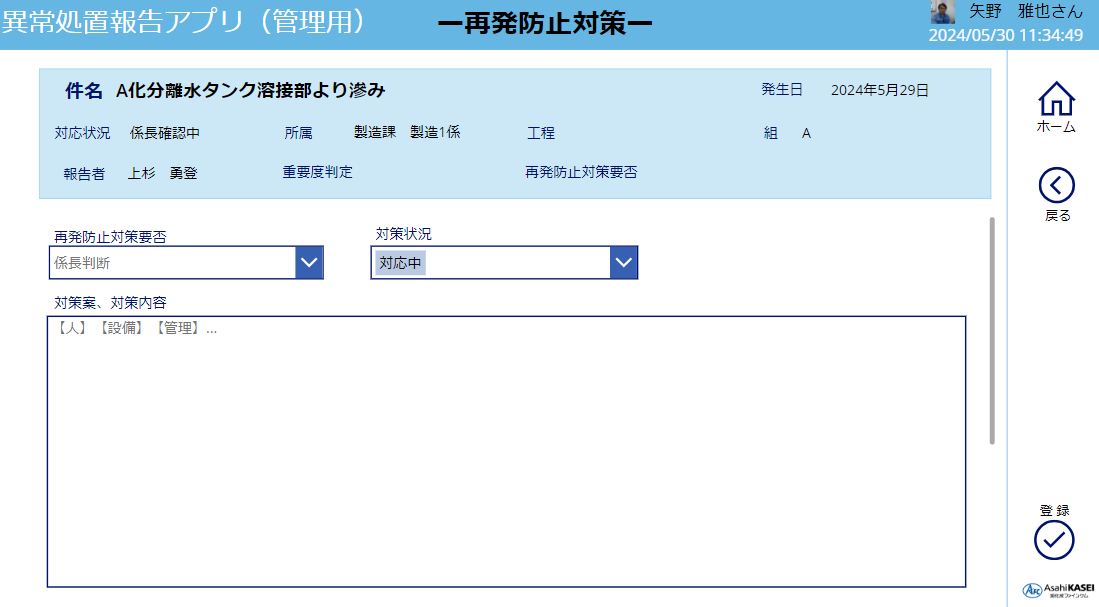 異常処置報告アプリ（管理用）
ー再発防止対策ー
矢野　雅也さん
2024/05/30 11:34:49
件名 A化分離水タンク溶接部より滲み
発生日 2024年5月29日
対応状況 係長確認中 所属 製造課 製造1係 工程 組 A
報告者 上杉 勇登 重要度判定 再発防止対策要否
ホーム
戻る
再発防止対策要否 対策状況
係長判断 対応中
対策案、対策内容
【人】【設備】【管理】...
登録
AsahiKASEI